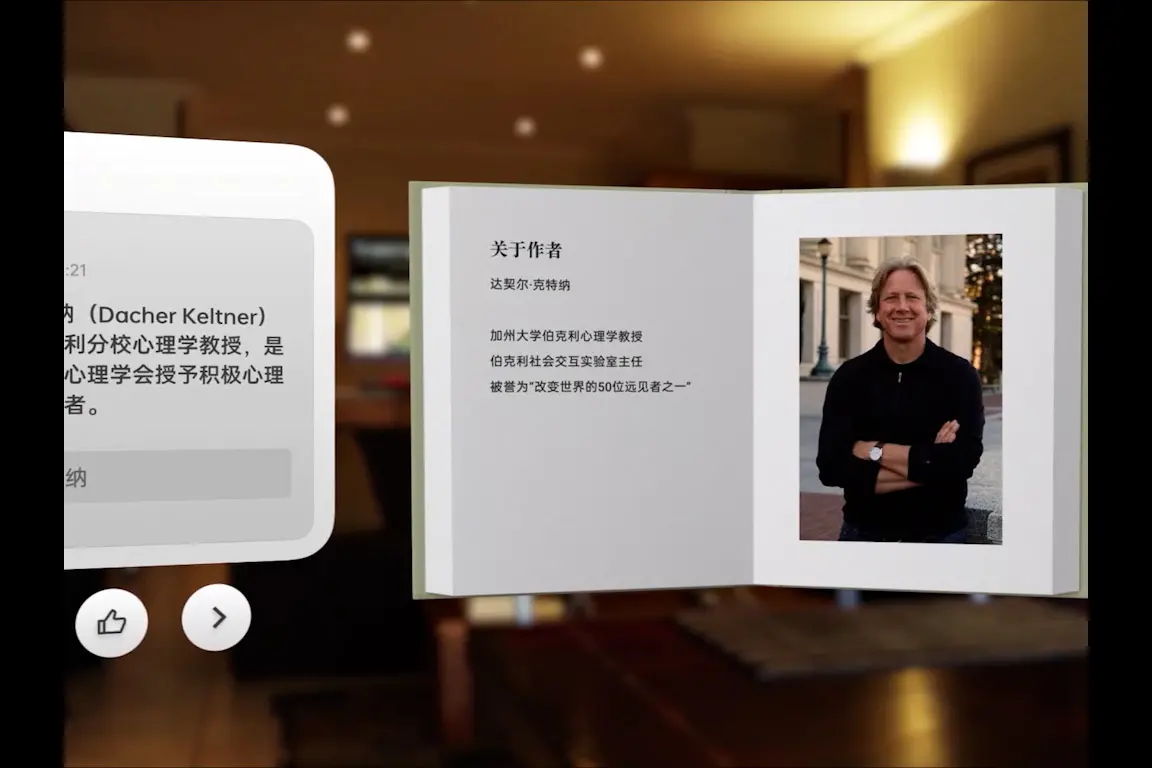 :21
纳（Dacher Keltner）
利分校心理学教授，是
心理学会授予积极心理
者。
纳
关于作者
达契尔·克特纳
加州大学伯克利心理学教授
伯克利社会交互实验室主任
被誉为“改变世界的50位远见者之一”